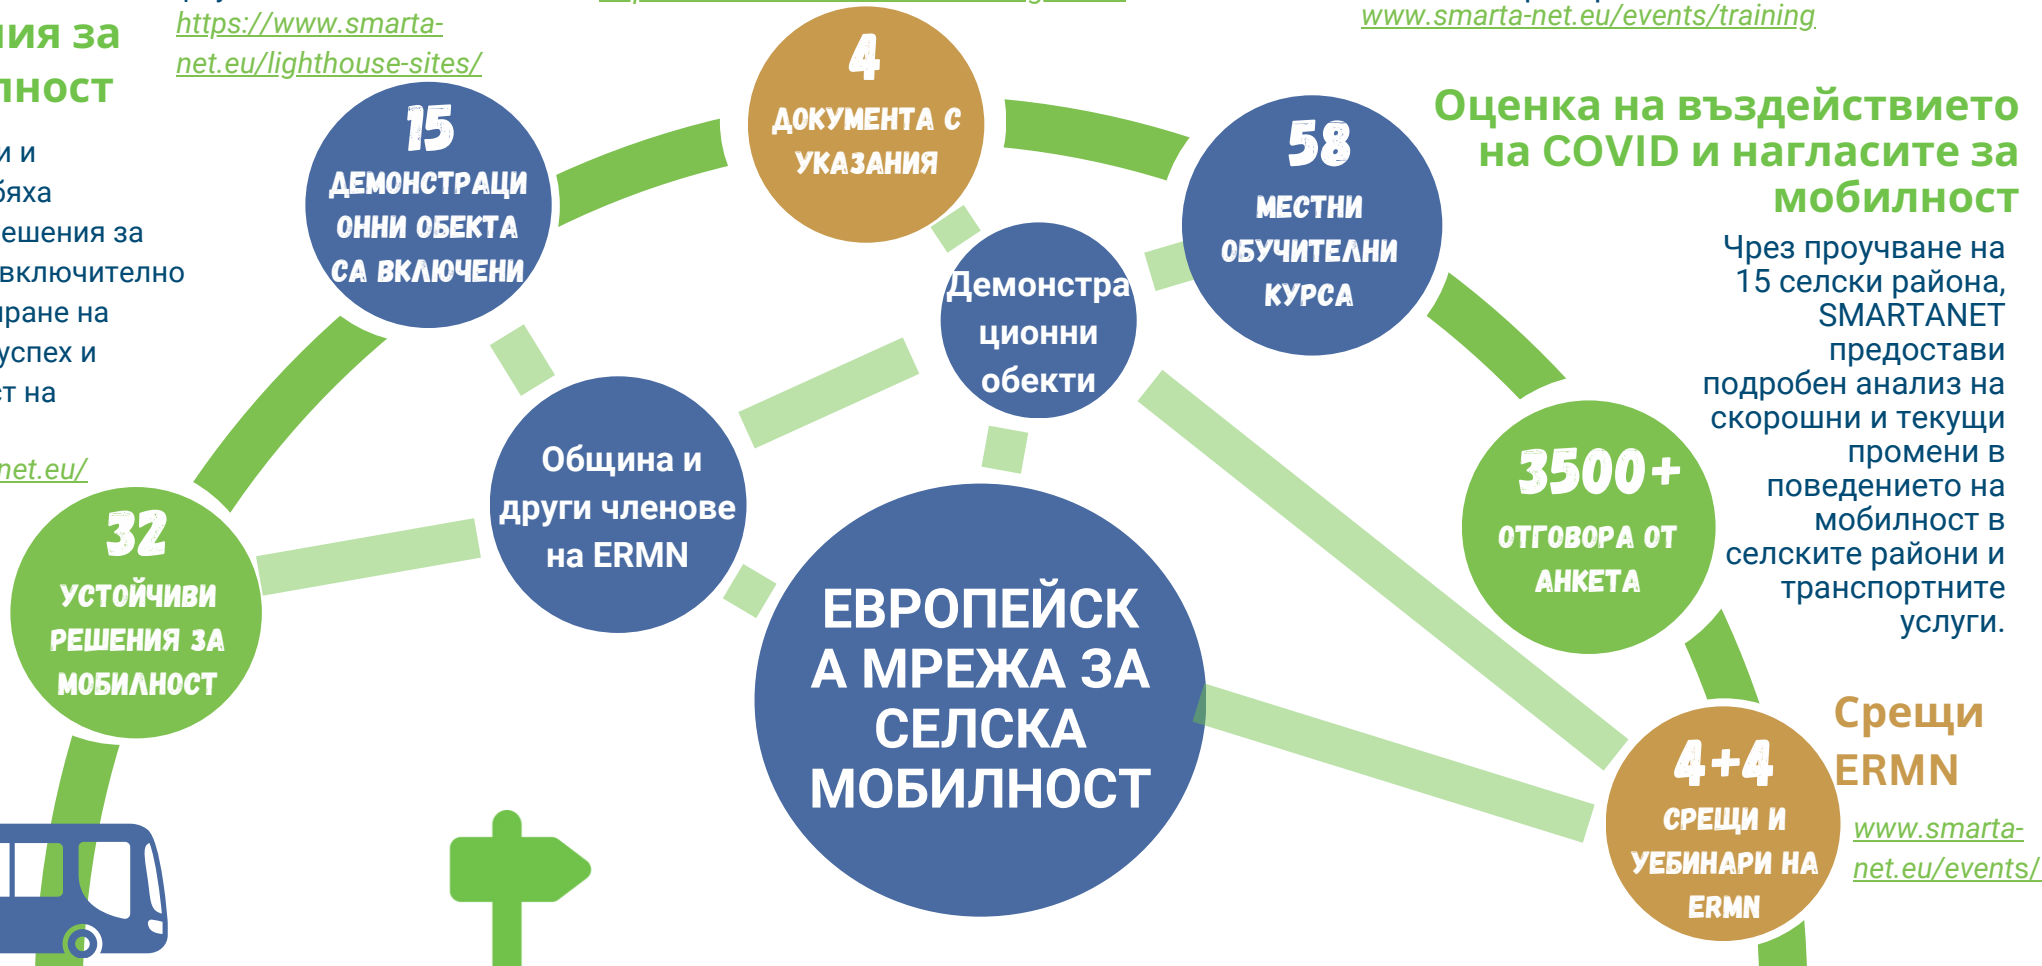 https://www.smarta-
net.eu/lighthouse-sites/
www.smarta-net.eu/events/training
ия за
ност
и и
бяха
ешения за
включително
ране на
успех и
ст на
net.eu/
15
ДЕМОНСТРАЦИ
ОННИ ОБЕКТА
СА ВКЛЮЧЕНИ
4
ДОКУМЕНТА С
УКАЗАНИЯ
58
МЕСТНИ
ОБУЧИТЕЛНИ
КУРСА
Оценка на въздействието
на COVID и нагласите за
мобилност
Чрез проучване на
15 селски района,
SMARTANET
предостави
подробен анализ на
скорошни и текущи
промени в
поведението на
мобилност в
селските райони и
транспортните
услуги.
Демонстра
ционни
обекти
Община и
други членове
на ERMN
32
УСТОЙЧИВИ
РЕШЕНИЯ ЗА
МОБИЛНОСТ
3500+
ОТГОВОРА ОТ
АНКЕТА
ЕВРОПЕЙСК
А МРЕЖА ЗА
СЕЛСКА
МОБИЛНОСТ
4+4
СРЕЩИ И
УЕБИНАРИ НА
ERMN
Срещи
ERMN
www.smarta-
net.eu/events/